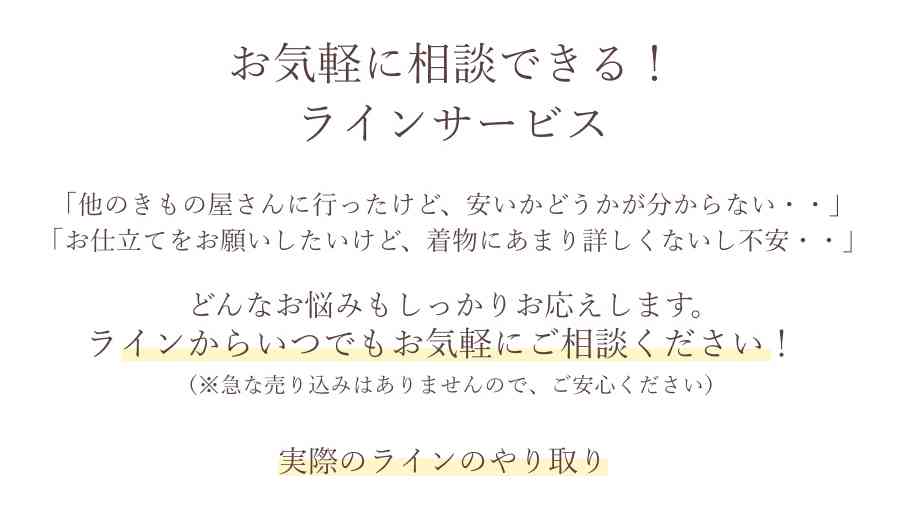 お気軽に相談できる！
ラインサービス
「他のきもの屋さんに行ったけど、安いかどうかが分からない・・」
「お仕立てをお願いしたいけど、着物にあまり詳しくないし不安・・」
どんなお悩みもしっかりお応えします。
ラインからいつでもお気軽にご相談ください！
（※急な売り込みはありませんので、ご安心ください）
実際のラインのやり取り